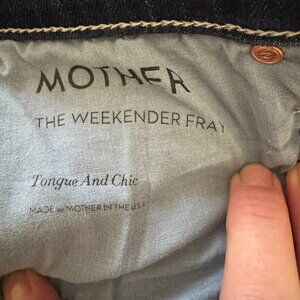 MOTHER
THE WEEKENDER FRAY
Tongue And Chic
MADE by MOTHER IN THE USA